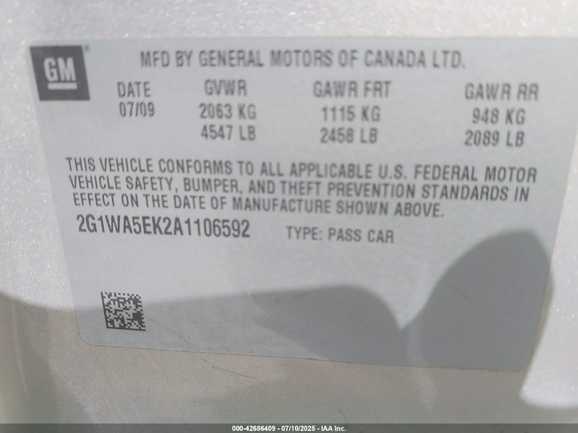 GM
MFD BY GENERAL MOTORS OF CANADA LTD.
DATE GVWR GAWR FRT GAWR RR
07/09 2063 KG 1115 KG 948 KG
4547 LB 2458 LB 2089 LB
THIS VEHICLE CONFORMS TO ALL APPLICABLE U.S. FEDERAL MOTOR
VEHICLE SAFETY, BUMPER, AND THEFT PREVENTION STANDARDS IN
EFFECT ON THE DATE OF MANUFACTURE SHOWN ABOVE.
2G1WA5EK2A1106592 TYPE: PASS CAR
000-42686409 - 07/10/2025 - IAA Inc.